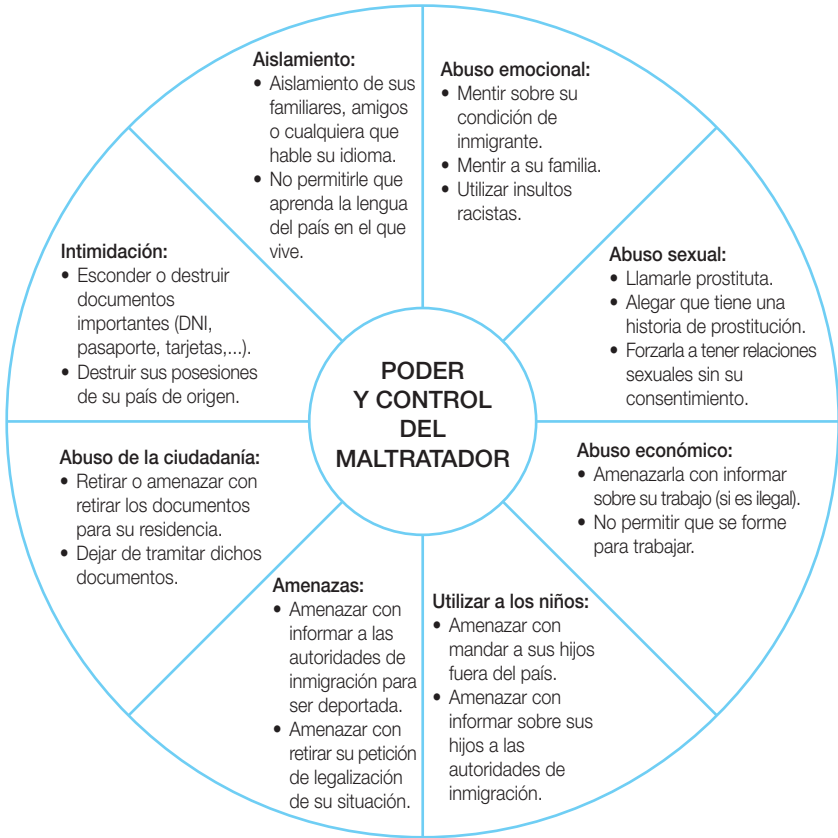 Aislamiento:
• Aislamiento de sus
familiares, amigos
o cualquiera que
hable su idioma.
• No permitirle que
aprenda la lengua
del país en el que
vive.
Abuso emocional:
• Mentir sobre su
condición de
inmigrante.
• Mentir a su familia.
• Utilizar insultos
racistas.
Intimidación:
• Esconder o destruir
documentos
importantes (DNI,
pasaporte, tarjetas,...).
• Destruir sus posesiones
de su país de origen.
Abuso sexual:
• Llamarle prostituta.
• Alegar que tiene una
historia de prostitución.
• Forzarla a tener relaciones
sexuales sin su
consentimiento.
PODER
Y CONTROL
DEL
MALTRATADOR
Abuso de la ciudadanía:
• Retirar o amenazar con
retirar los documentos
para su residencia.
• Dejar de tramitar dichos
documentos.
Abuso económico:
• Amenazarla con informar
sobre su trabajo (si es ilegal).
• No permitir que se forme
para trabajar.
Amenazas:
• Amenazar con
informar a las
autoridades de
inmigración para
ser deportada.
• Amenazar con
retirar su petición
de legalización
de su situación.
Utilizar a los niños:
• Amenazar con
mandar a sus hijos
fuera del país.
• Amenazar con
informar sobre sus
hijos a las
autoridades de
inmigración.